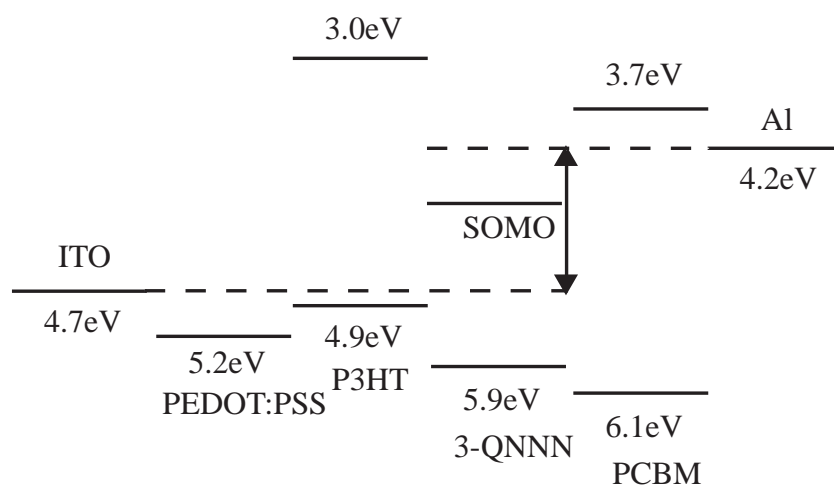 3.0eV
3.7eV
Al
4.2eV
SOMO
ITO
4.7eV
5.2eV
PEDOT:PSS
4.9eV
P3HT
5.9eV
3-QNNN
6.1eV
PCBM